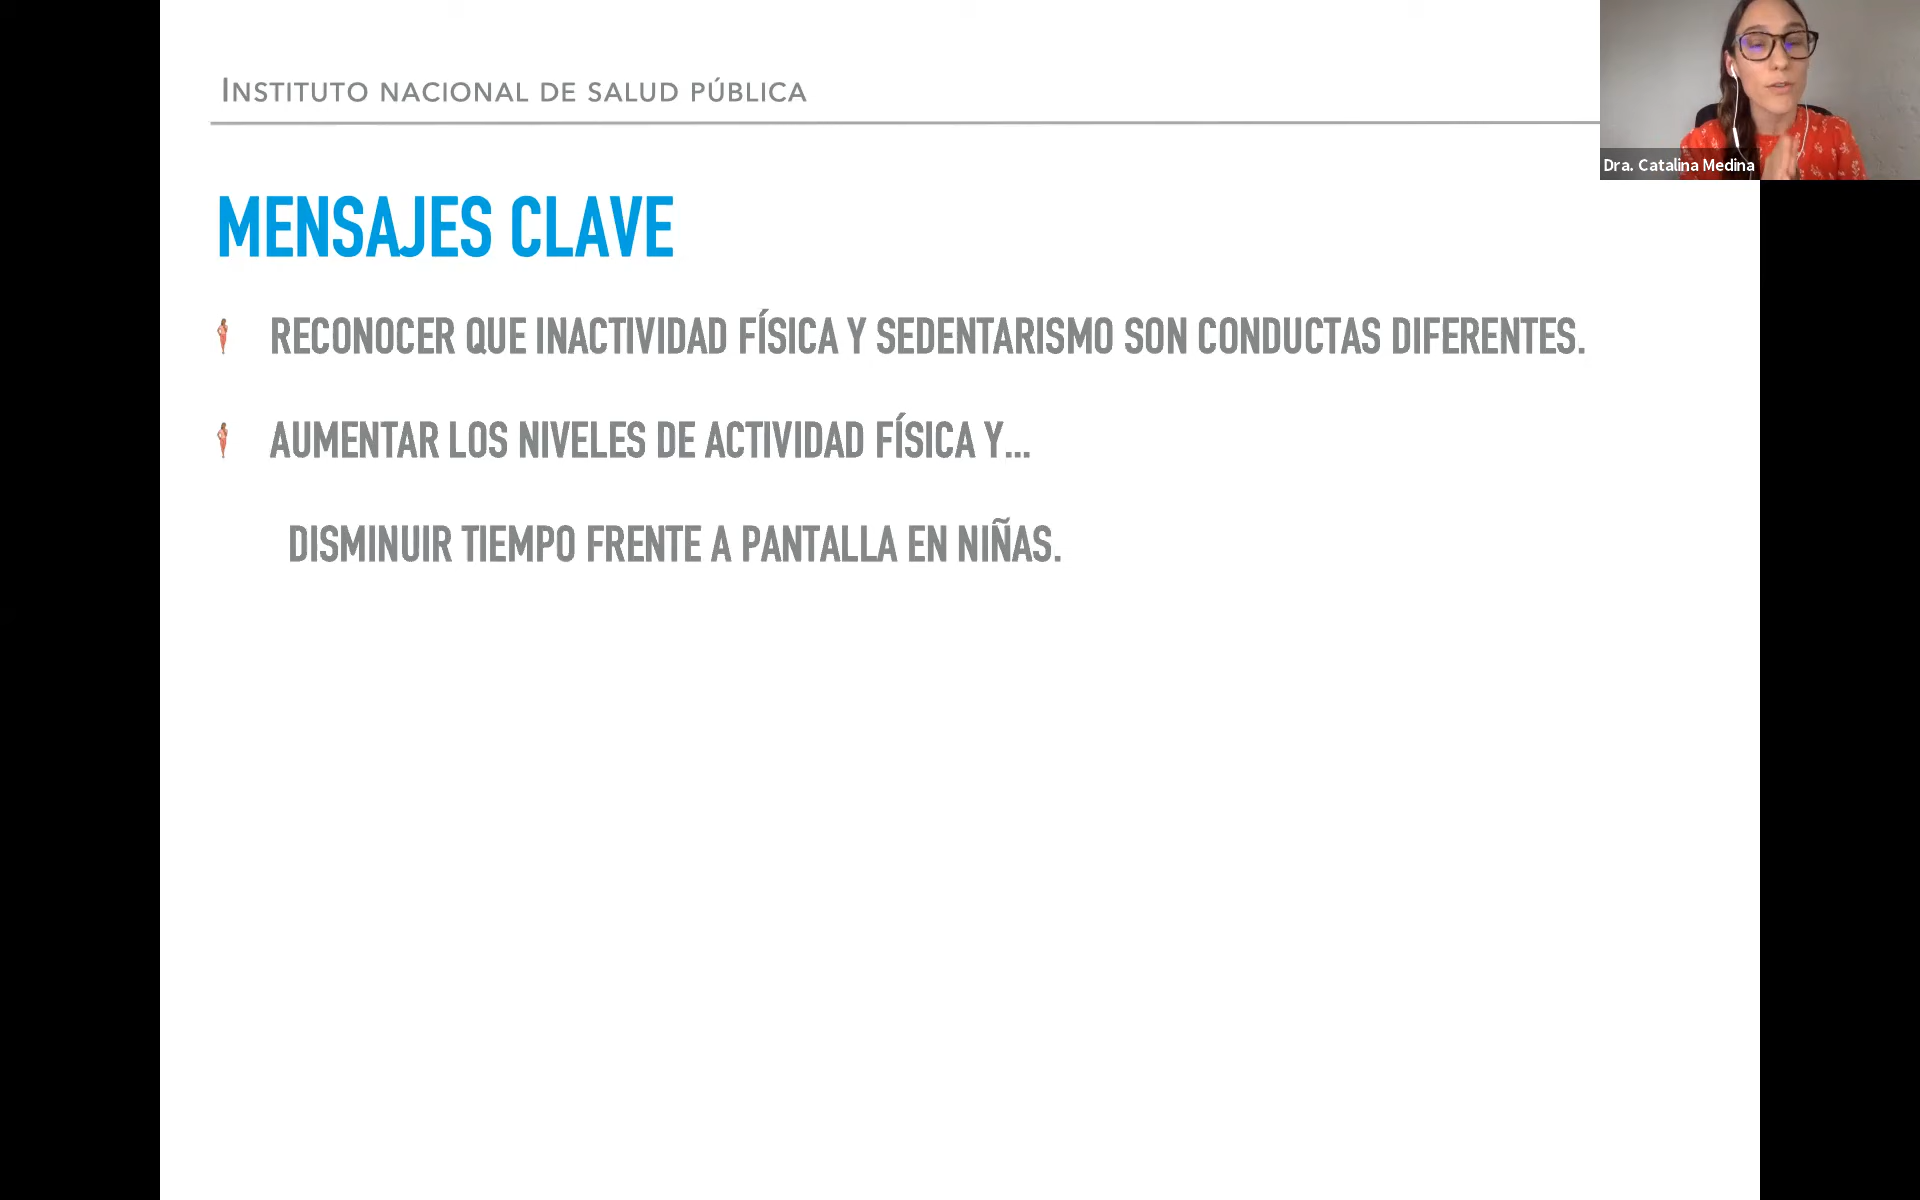 INSTITUTO NACIONAL DE SALUD PÚBLICA
Dra. Catalina Medina
MENSAJES CLAVE
RECONOCER QUE INACTIVIDAD FÍSICA Y SEDENTARISMO SON CONDUCTAS DIFERENTES.
AUMENTAR LOS NIVELES DE ACTIVIDAD FÍSICA Y...
DISMINUIR TIEMPO FRENTE A PANTALLA EN NIÑAS.